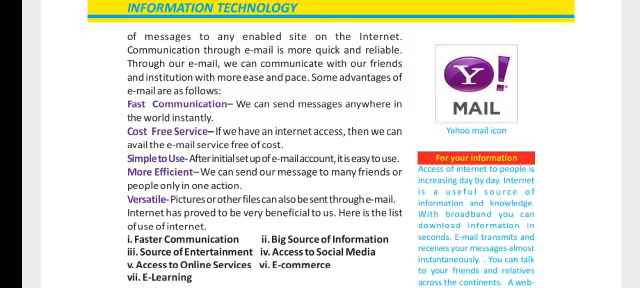 INFORMATION TECHNOLOGY
of messages to any enabled site on the Internet.
Communication through e-mail is more quick and reliable.
Through our e-mail, we can communicate with our friends
and institution with more ease and pace. Some advantages of
e-mail are as follows:
Fast Communication– We can send messages anywhere in
the world instantly.
Cost Free Service– If we have an internet access, then we can
avail the e-mail service free of cost.
Simple to Use- After initial set up of e-mail account, it is easy to use.
More Efficient– We can send our message to many friends or
people only in one action.
Versatile- Pictures or other files can also be sent through e-mail.
Internet has proved to be very beneficial to us. Here is the list
of use of internet.
i. Faster Communication ii. Big Source of Information
iii. Source of Entertainment iv. Access to Social Media
v. Access to Online Services vi. E-commerce
vii. E-Learning
Y!
MAIL
Yahoo mail icon
For your information
Access of internet to people is
increasing day by day. Internet
is a useful source of
information and knowledge.
With broadband you can
download information in
seconds. E-mail transmits and
receives your messages almost
instantaneously. . You can talk
to your friends and relatives
across the continents. A web-